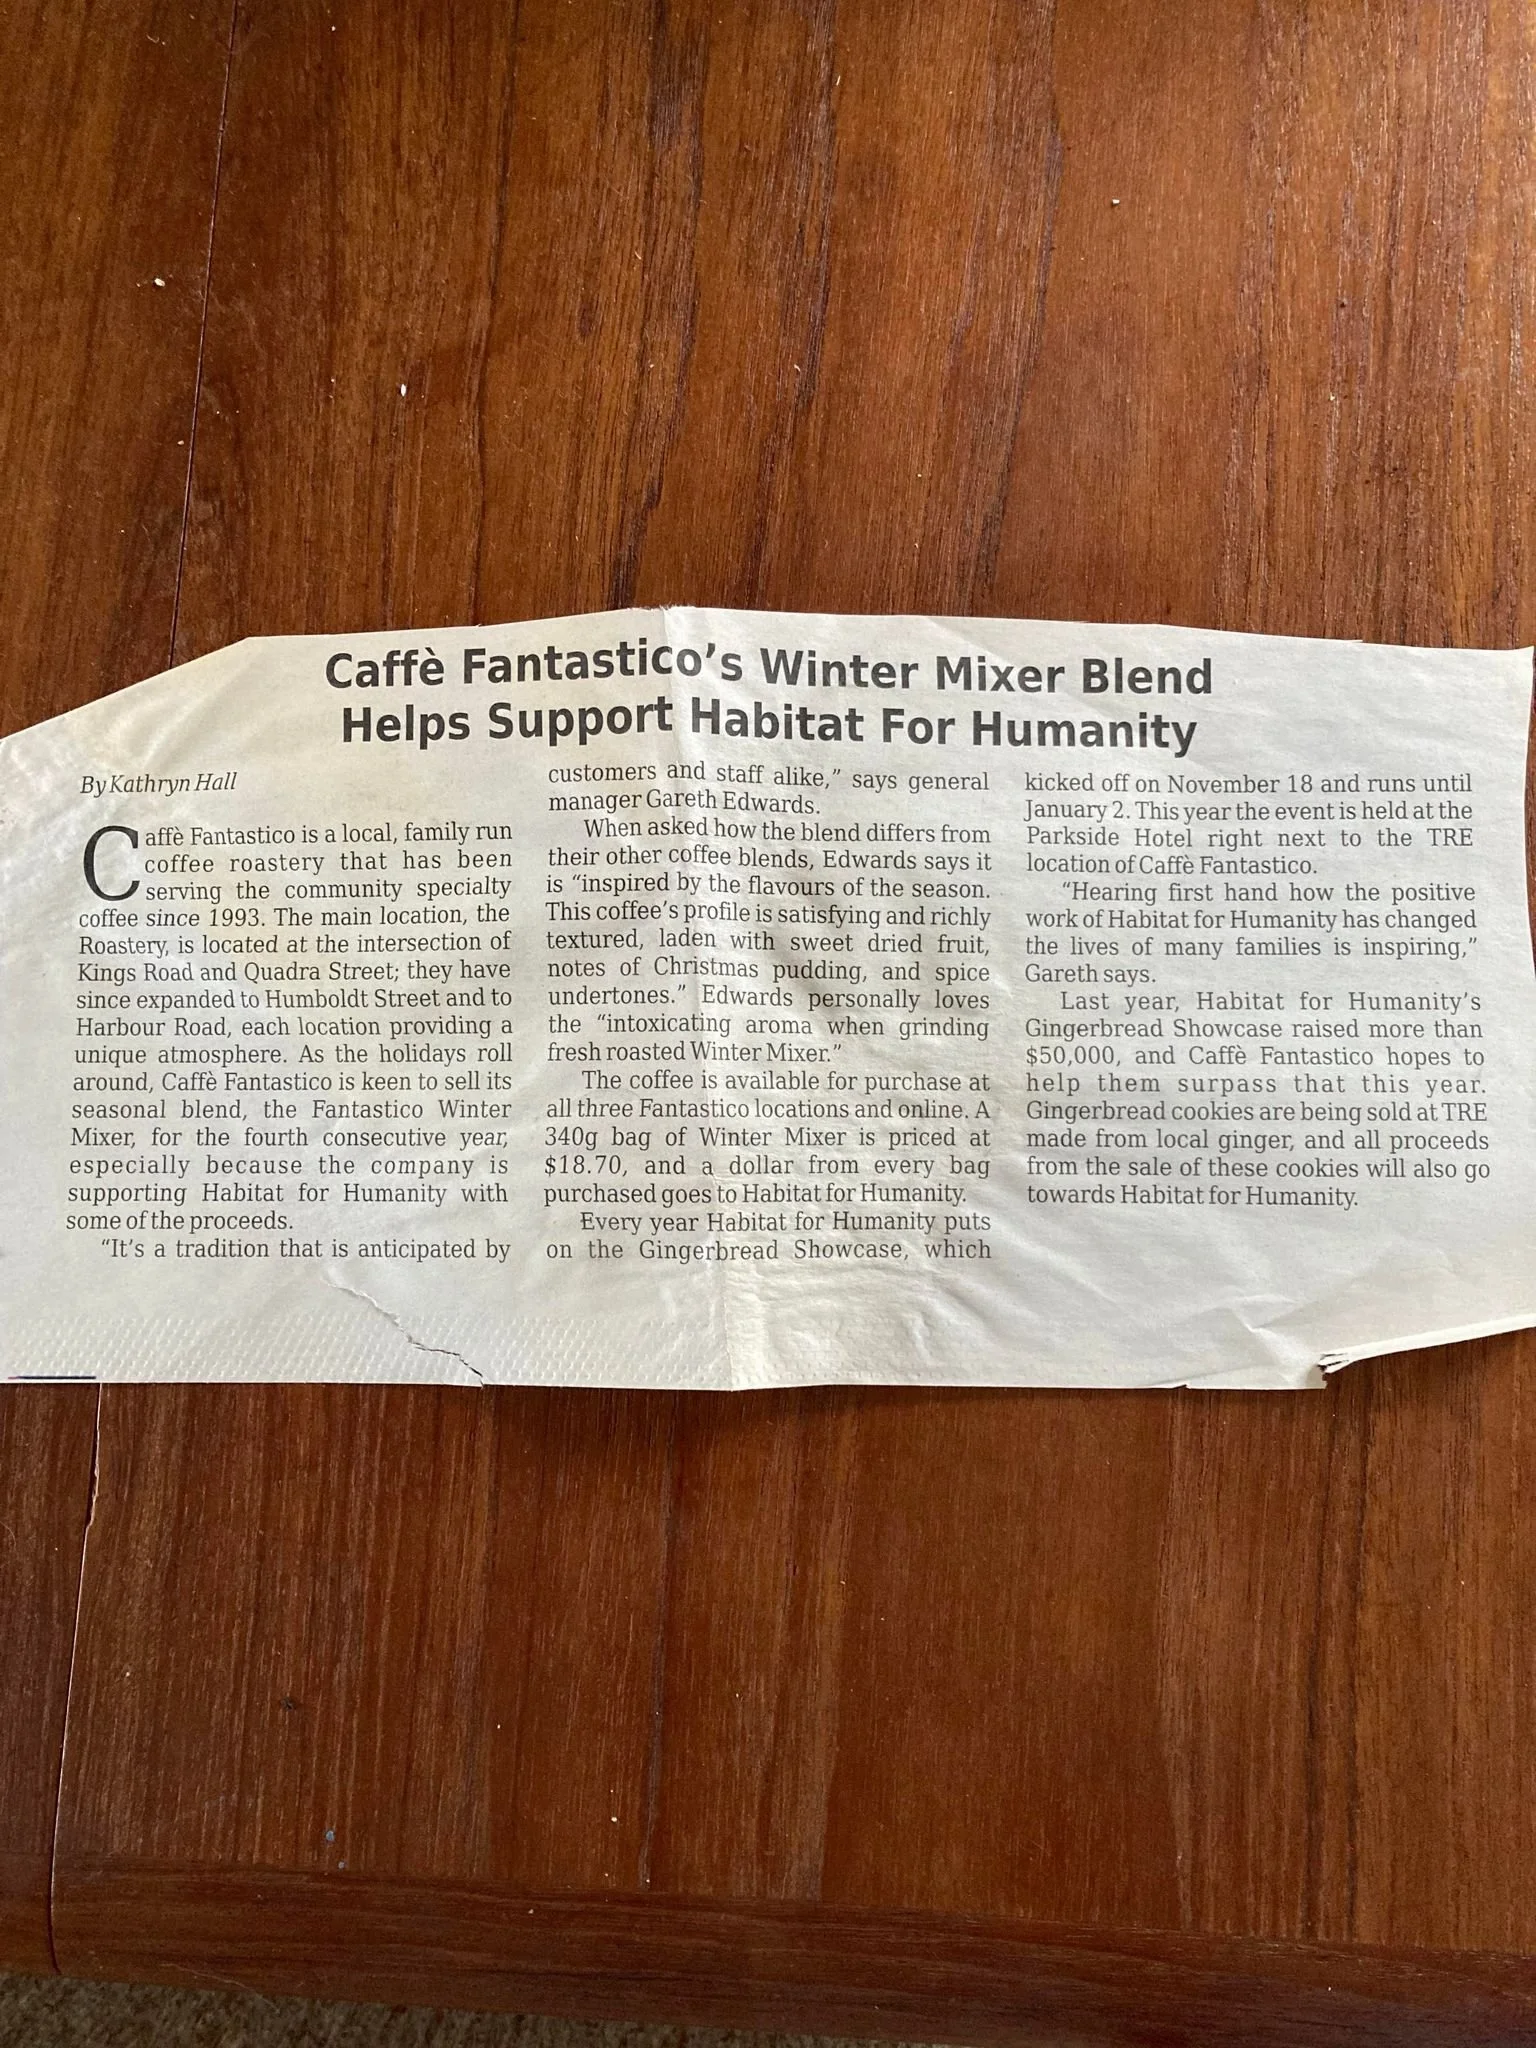 Caffè Fantastico's Winter Mixer Blend
Helps Support Habitat For Humanity
By Kathryn Hall
Caffè Fantastico is a local, family run
coffee roastery that has been
serving the community specialty
coffee since 1993. The main location, the
Roastery, is located at the intersection of
Kings Road and Quadra Street; they have
since expanded to Humboldt Street and to
Harbour Road, each location providing a
unique atmosphere. As the holidays roll
around, Caffè Fantastico is keen to sell its
seasonal blend, the Fantastico Winter
Mixer, for the fourth consecutive year,
especially because the company is
supporting Habitat for Humanity with
some of the proceeds.
"It's a tradition that is anticipated by
customers and staff alike," says general
manager Gareth Edwards.
When asked how the blend differs from
their other coffee blends, Edwards says it
is "inspired by the flavours of the season.
This coffee's profile is satisfying and richly
textured, laden with sweet dried fruit,
notes of Christmas pudding, and spice
undertones." Edwards personally loves
the "intoxicating aroma when grinding
fresh roasted Winter Mixer."
The coffee is available for purchase at
all three Fantastico locations and online. A
340g bag of Winter Mixer is priced at
$18.70, and a dollar from every bag
purchased goes to Habitat for Humanity.
Every year Habitat for Humanity puts
on the Gingerbread Showcase, which
kicked off on November 18 and runs until
January 2. This year the event is held at the
Parkside Hotel right next to the TRE
location of Caffè Fantastico.
"Hearing first hand how the positive
work of Habitat for Humanity has changed
the lives of many families is inspiring,"
Gareth says.
Last year, Habitat for Humanity's
Gingerbread Showcase raised more than
$50,000, and Caffè Fantastico hopes to
help them surpass that this year.
Gingerbread cookies are being sold at TRE
made from local ginger, and all proceeds
from the sale of these cookies will also go
towards Habitat for Humanity.